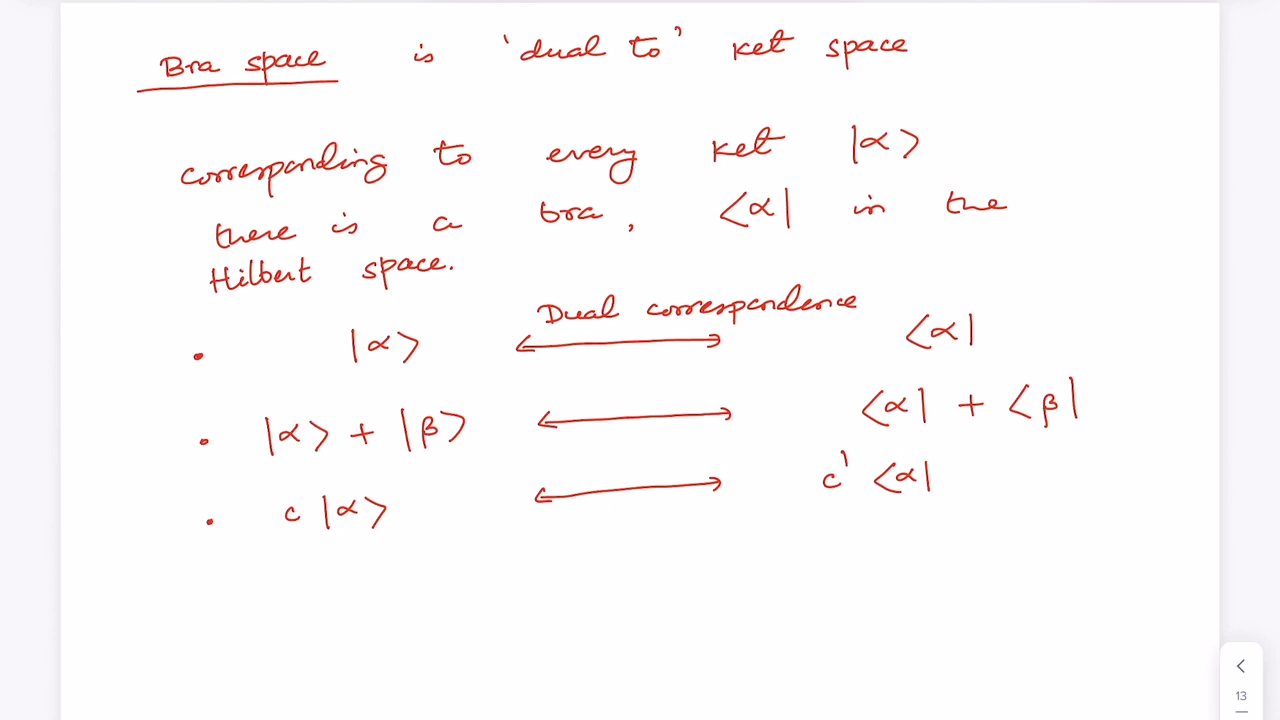 Bra space is 'dual to' ket space
corresponding to every ket |α>
there is a bra, <α| in the
Hilbert space.
Dual correspondence
• |α> ⟷ <α|
• |α> + |β> ⟷ <α| + <β|
• c |α> ⟷ c' <α|
13